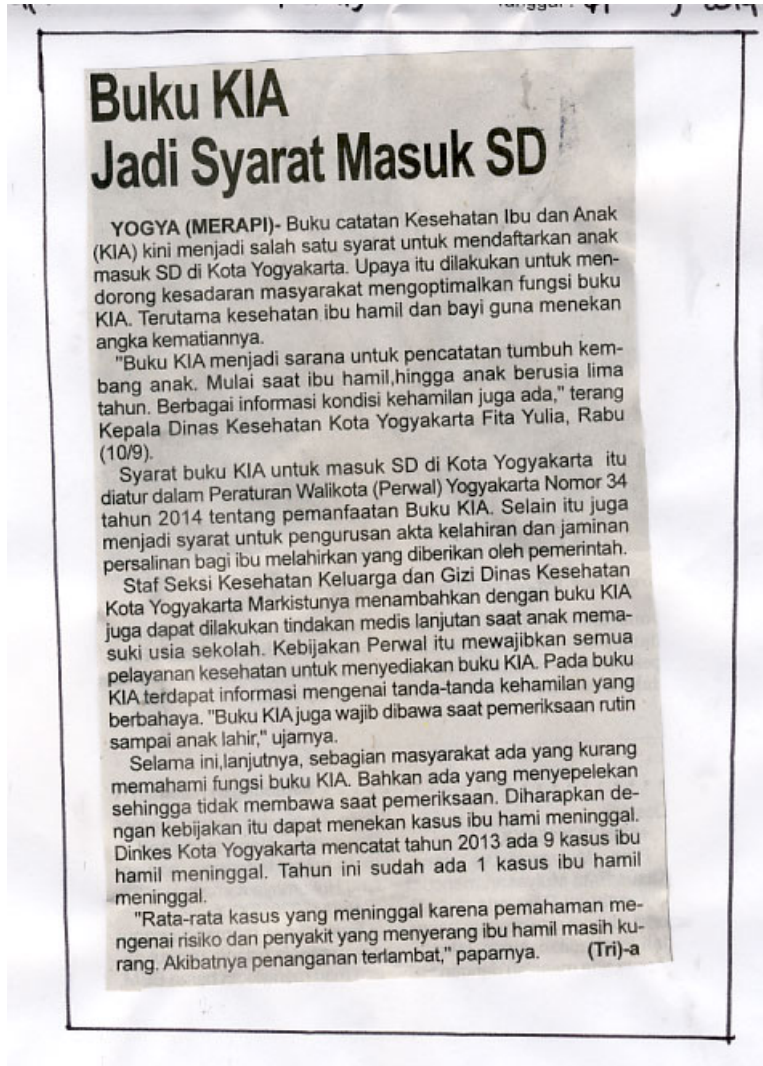 Buku KIA
Jadi Syarat Masuk SD
YOGYA (MERAPI)- Buku catatan Kesehatan Ibu dan Anak
(KIA) kini menjadi salah satu syarat untuk mendaftarkan anak
masuk SD di Kota Yogyakarta. Upaya itu dilakukan untuk men-
dorong kesadaran masyarakat mengoptimalkan fungsi buku
KIA. Terutama kesehatan ibu hamil dan bayi guna menekan
angka kematiannya.
"Buku KIA menjadi sarana untuk pencatatan tumbuh kem-
bang anak. Mulai saat ibu hamil,hingga anak berusia lima
tahun. Berbagai informasi kondisi kehamilan juga ada," terang
Kepala Dinas Kesehatan Kota Yogyakarta Fita Yulia, Rabu
(10/9).
Syarat buku KIA untuk masuk SD di Kota Yogyakarta itu
diatur dalam Peraturan Walikota (Perwal) Yogyakarta Nomor 34
tahun 2014 tentang pemanfaatan Buku KIA. Selain itu juga
menjadi syarat untuk pengurusan akta kelahiran dan jaminan
persalinan bagi ibu melahirkan yang diberikan oleh pemerintah.
Staf Seksi Kesehatan Keluarga dan Gizi Dinas Kesehatan
Kota Yogyakarta Markistunya menambahkan dengan buku KIA
juga dapat dilakukan tindakan medis lanjutan saat anak mema-
suki usia sekolah. Kebijakan Perwal itu mewajibkan semua
pelayanan kesehatan untuk menyediakan buku KIA. Pada buku
KIA terdapat informasi mengenai tanda-tanda kehamilan yang
berbahaya. "Buku KIA juga wajib dibawa saat pemeriksaan rutin
sampai anak lahir," ujarnya.
Selama ini,lanjutnya, sebagian masyarakat ada yang kurang
memahami fungsi buku KIA. Bahkan ada yang menyepelekan
sehingga tidak membawa saat pemeriksaan. Diharapkan de-
ngan kebijakan itu dapat menekan kasus ibu hami meninggal.
Dinkes Kota Yogyakarta mencatat tahun 2013 ada 9 kasus ibu
hamil meninggal. Tahun ini sudah ada 1 kasus ibu hamil
meninggal.
"Rata-rata kasus yang meninggal karena pemahaman me-
ngenai risiko dan penyakit yang menyerang ibu hamil masih ku-
rang. Akibatnya penanganan terlambat," paparnya. (Tri)-a